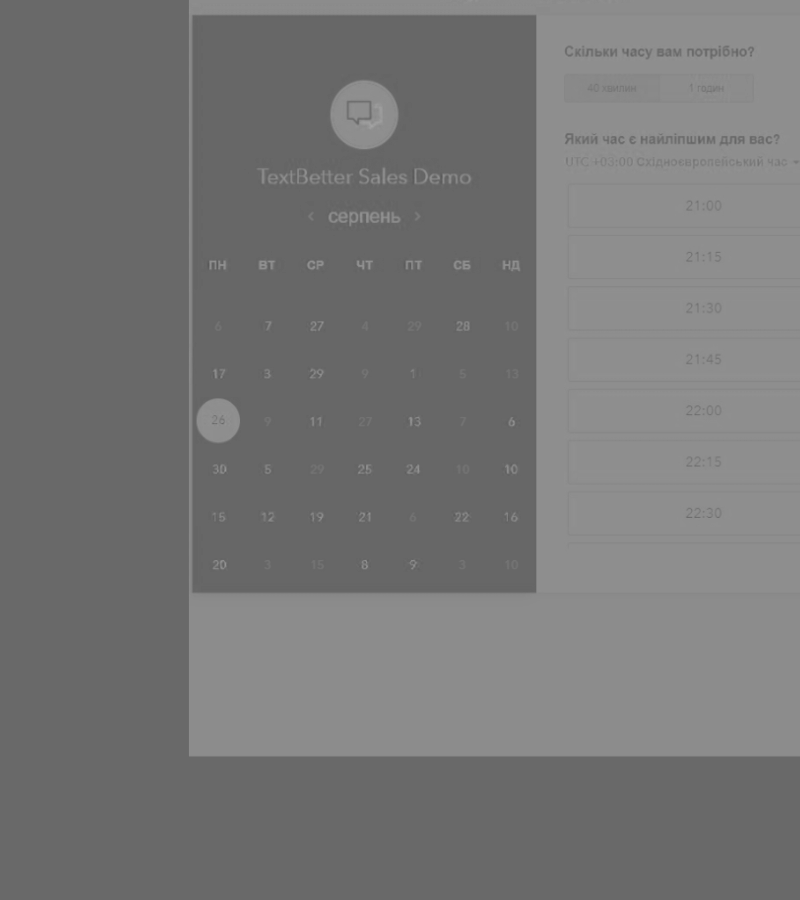 TextBetter Sales Demo
серпень
ПН ВТ СР ЧТ ПТ СБ НД
6 7 27 4 29 28 10
17 3 29 9 1 5 13
26 9 11 27 13 7 6
30 5 29 25 24 10 10
15 12 19 21 6 22 16
20 3 15 8 9 3 10
Скільки часу вам потрібно?
40 хвилин 1 годин
Який час є найліпшим для вас?
UTC +03:00 Східноєвропейський час
21:00
21:15
21:30
21:45
22:00
22:15
22:30